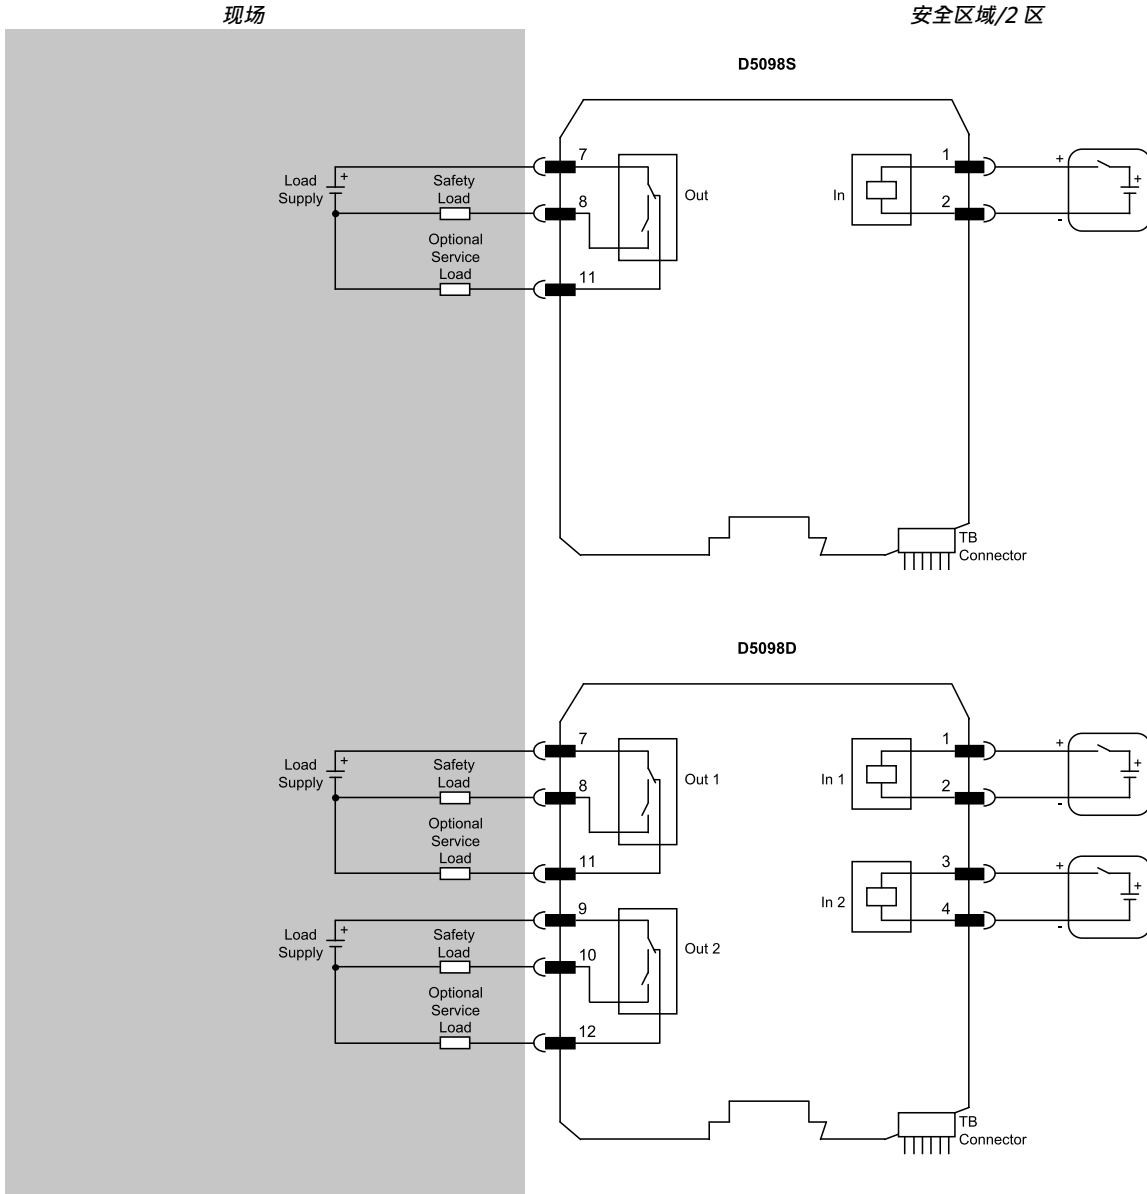 现场
安全区域/2 区
D5098S
Load
Supply
+
Safety
Load
Optional
Service
Load
7
8
11
Out
In
1
2
+
-
+
TB
Connector
D5098D
Load
Supply
+
Safety
Load
Optional
Service
Load
7
8
11
Out 1
In 1
1
2
+
-
+
Load
Supply
+
Safety
Load
Optional
Service
Load
9
10
12
Out 2
In 2
3
4
+
-
+
TB
Connector